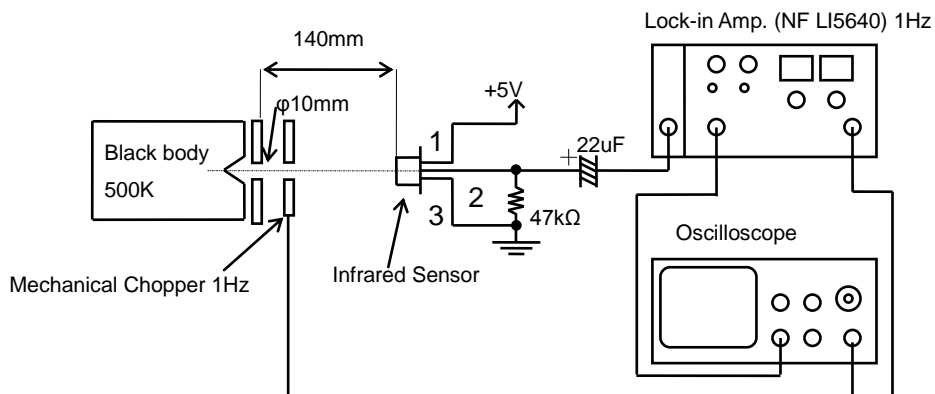 Lock-in Amp. (NF LI5640) 1Hz
140mm
+5V
φ10mm
1
22uF
+
Black body
500K
2
3
47kΩ
Oscilloscope
Infrared Sensor
Mechanical Chopper 1Hz